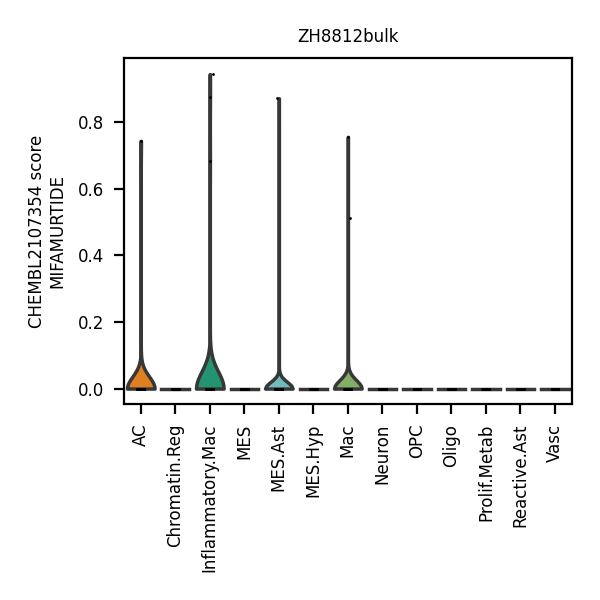 ZH8812bulk
CHEMBL2107354 score
MIFAMURTIDE
0.8
0.6
0.4
0.2
0.0
AC
Chromatin.Reg
Inflammatory.Mac
MES
MES.Ast
MES.Hyp
Mac
Neuron
OPC
Oligo
Prolif.Metab
Reactive.Ast
Vasc